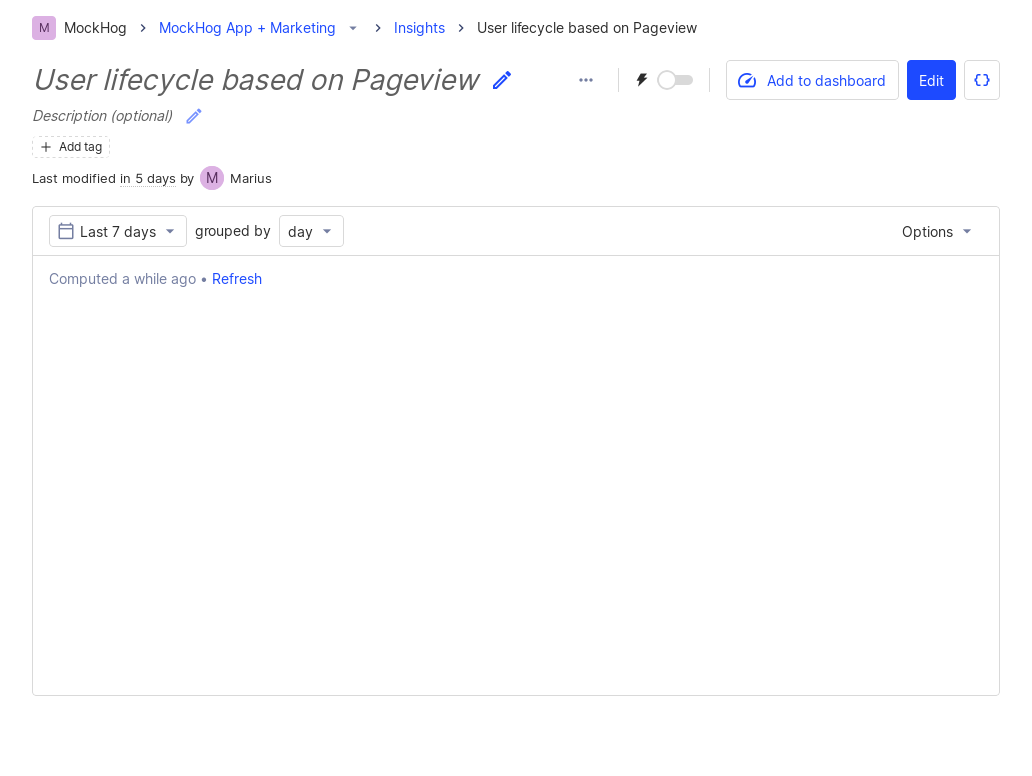 M MockHog MockHog App + Marketing Insights User lifecycle based on Pageview
User lifecycle based on Pageview
Add to dashboard Edit
Description (optional)
Add tag
Last modified in 5 days by M Marius
Last 7 days grouped by day Options
Computed a while ago • Refresh